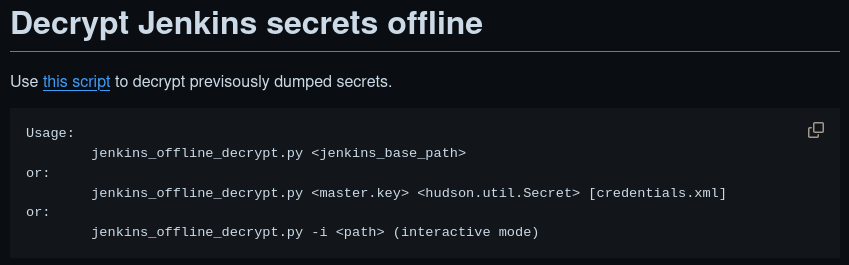 Decrypt Jenkins secrets offline
Use this script to decrypt previsously dumped secrets.
Usage:
        jenkins_offline_decrypt.py <jenkins_base_path>
or:
        jenkins_offline_decrypt.py <master.key> <hudson.util.Secret> [credentials.xml]
or:
        jenkins_offline_decrypt.py -i <path> (interactive mode)